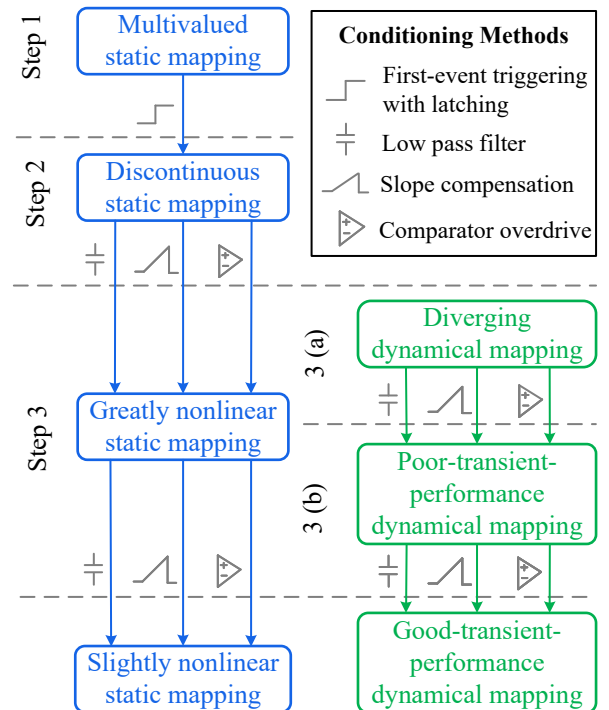 Step 1
Multivalued
static mapping
Conditioning Methods
First-event triggering
with latching
Low pass filter
Slope compensation
Comparator overdrive
Step 2
Discontinuous
static mapping
Step 3
3 (a)
Diverging
dynamical mapping
Greatly nonlinear
static mapping
3 (b)
Poor-transient-
performance
dynamical mapping
Slightly nonlinear
static mapping
Good-transient-
performance
dynamical mapping